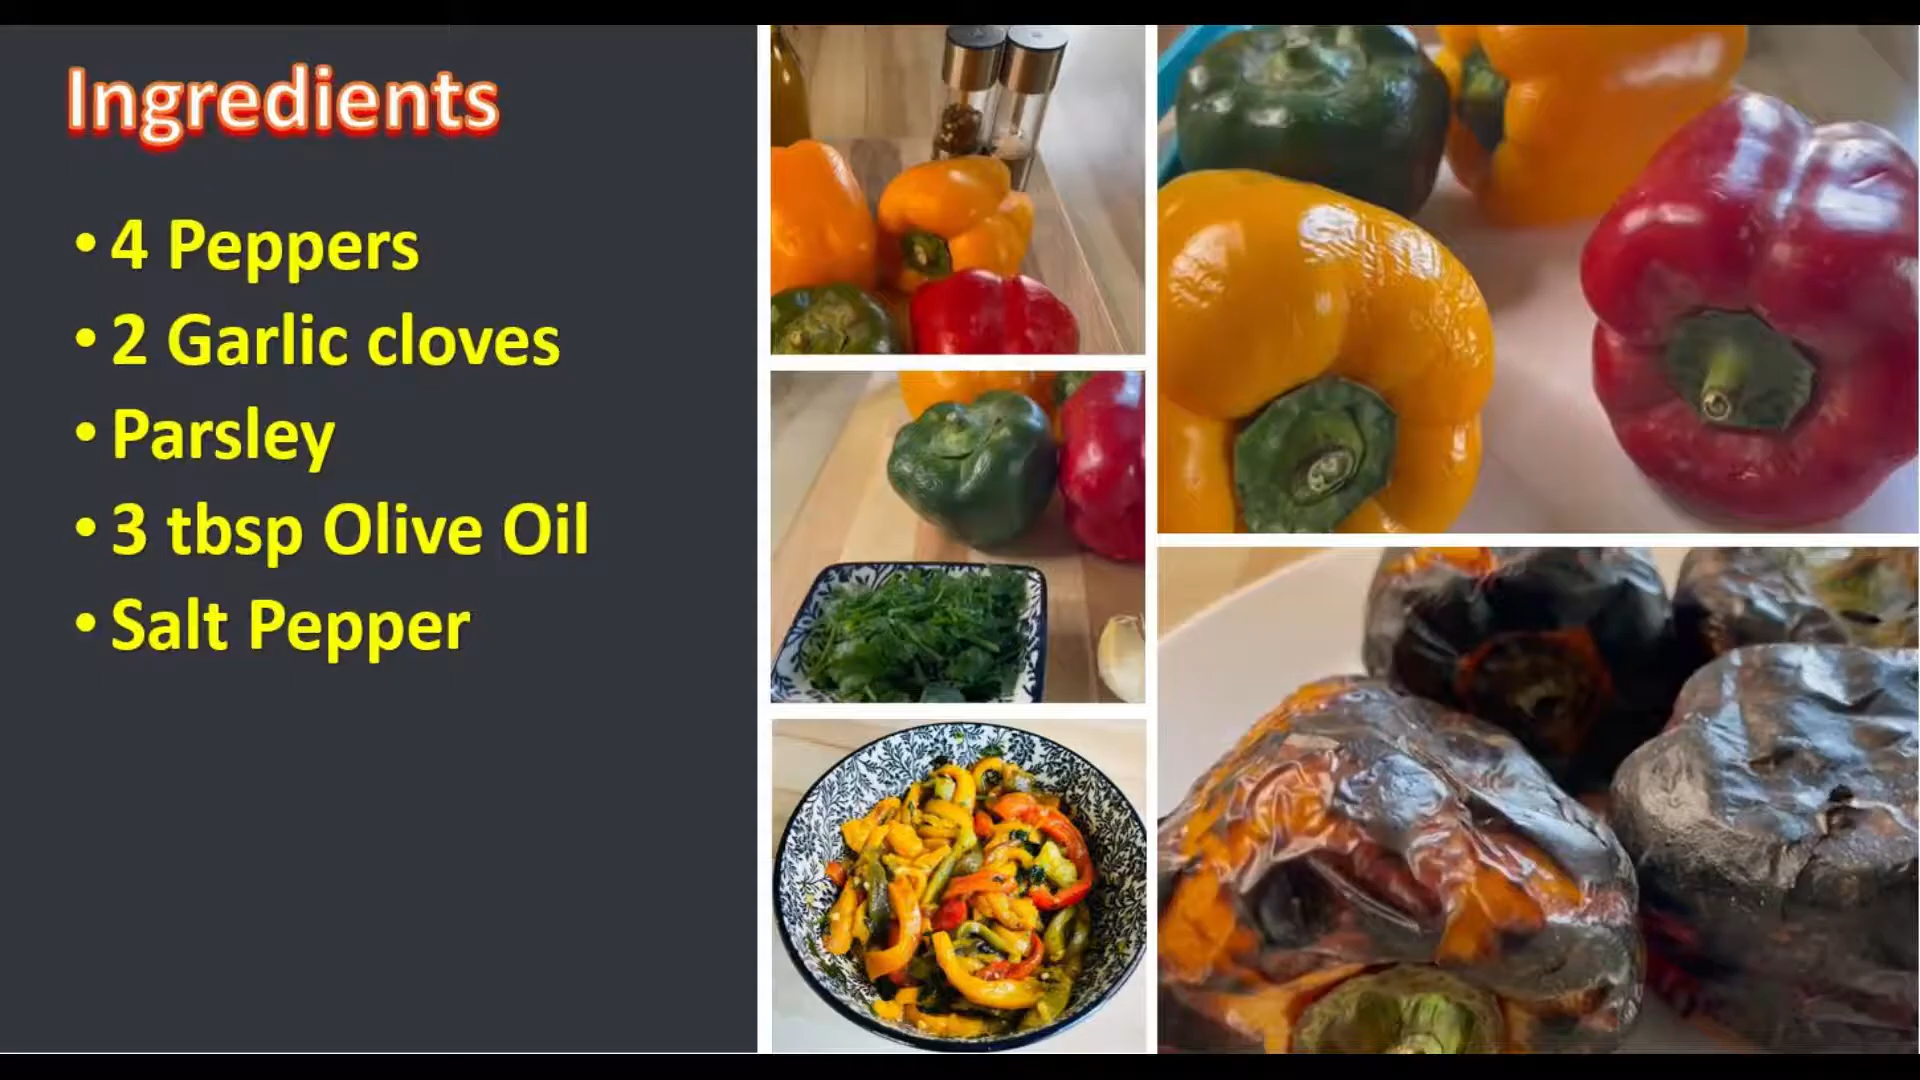 Ingredients
• 4 Peppers
• 2 Garlic cloves
• Parsley
• 3 tbsp Olive Oil
• Salt Pepper